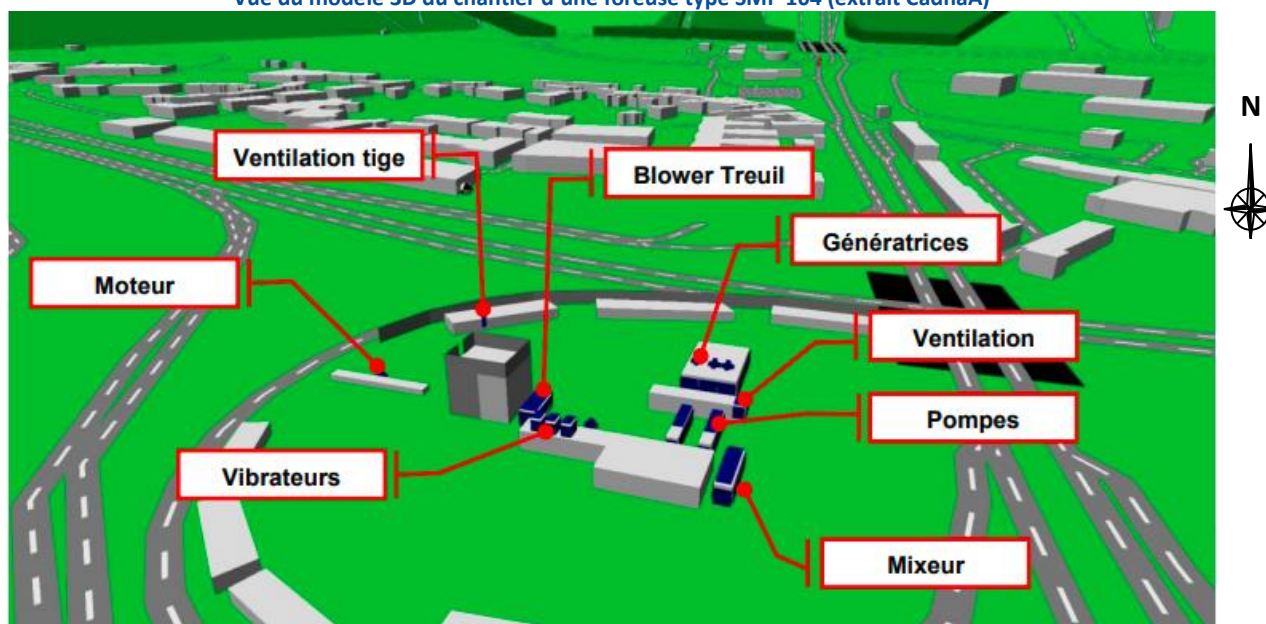 Vue du modèle 3D du chantier d'une foreuse type SMP 104 (extrait CadnaA)
N
Ventilation tige
Blower Treuil
Génératrices
Moteur
Ventilation
Pompes
Vibrateurs
Mixeur